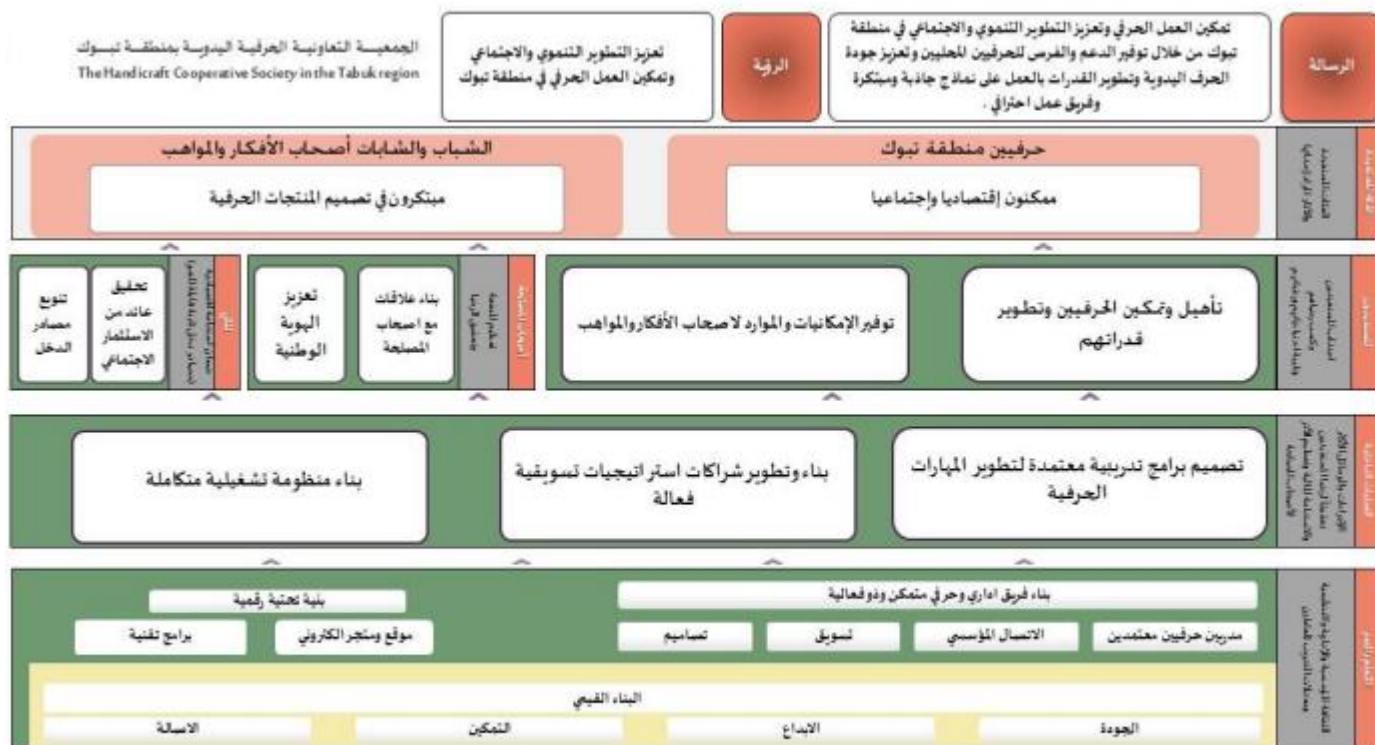 الرسالة
تمكين العمل الحرفي وتعزيز التطوير التنموي والاجتماعي في منطقة
تبوك من خلال توفير الدعم والفرص للحرفيين المحليين وتعزيز جودة
الحرف اليدوية وتطوير القدرات بالعمل على نماذج جاذبة ومبتكرة
وفريق عمل احترافي .
الرؤية
تعزيز التطوير التنموي والاجتماعي
وتمكين العمل الحرفي في منطقة تبوك
الجمعيـة التعاونيـة الحرفيـة اليدويـة بمنطقـة تبـوك
The Handicraft Cooperative Society in the Tabuk region
حرفيين منطقة تبوك
ممكنون إقتصاديا وإجتماعيا
الشباب والشابات أصحاب الأفكار والمواهب
مبتكرون في تصميم المنتجات الحرفية
تأهيل وتمكين الحرفيين وتطوير
قدراتهم
توفير الإمكانيات والموارد لاصحاب الأفكار والمواهب
بناء علاقات
مع اصحاب
المصلحة
تعزيز
الهوية
الوطنية
تحقيق
عائد من
الاستثمار
الاجتماعي
تنويع
مصادر
الدخل
تصميم برامج تدريبية معتمدة لتطوير المهارات
الحرفية
بناء وتطوير شراكات استراتيجيات تسويقية
فعالة
بناء منظومة تشغيلية متكاملة
بناء فريق اداري وحرفي متمكن وذو فعالية
مدربين حرفيين معتمدين
الاتصال المؤسسي
تسويق
تصاميم
بنية تحتية رقمية
موقع ومتجر الكتروني
برامج تقنية
البناء القيمي
الجودة
الابداع
التمكين
الاصالة